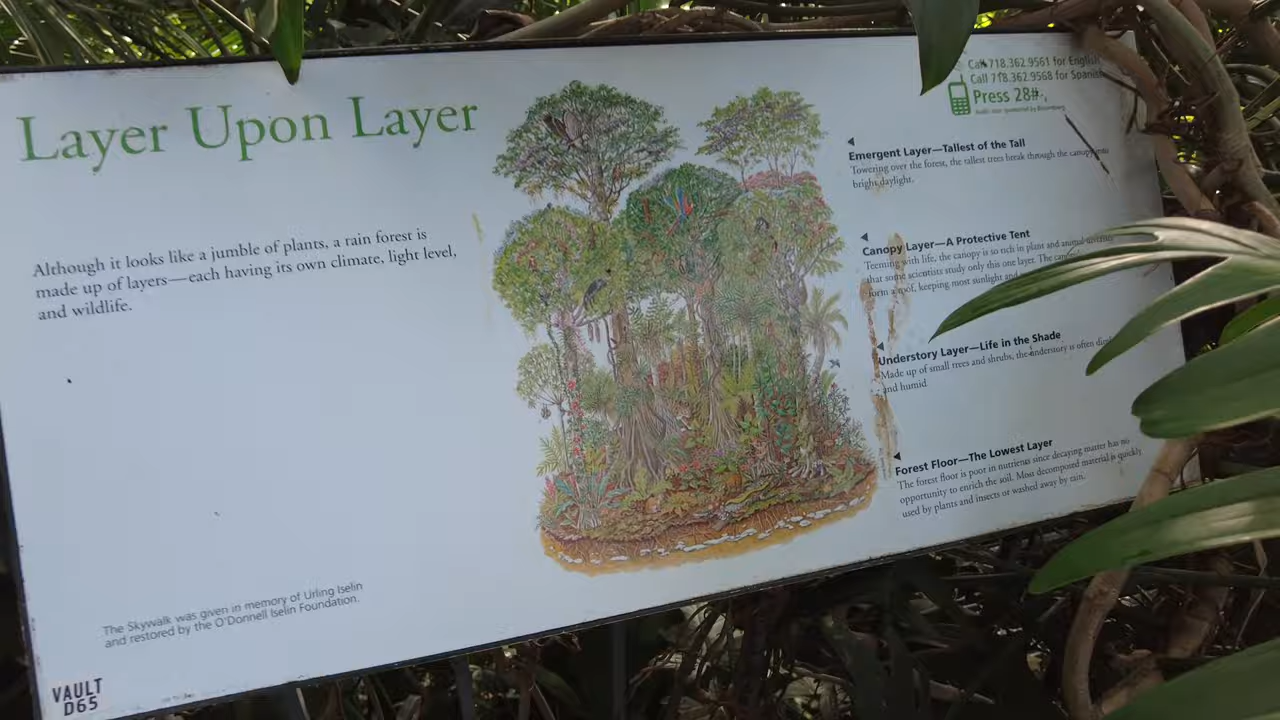 Layer Upon Layer
Although it looks like a jumble of plants, a rain forest is
made up of layers—each having its own climate, light level,
and wildlife.
The Skywalk was given in memory of Urling Iselin
and restored by the O'Donnell Iselin Foundation.
VAULT
D65
Call 718.362.9561 for English
Call 718.362.9568 for Spanish
Press 28#
Audio tour sponsored by Bloomberg
Emergent Layer—Tallest of the Tall
Towering over the forest, the tallest trees break through the canopy into
bright daylight.
Canopy Layer—A Protective Tent
Teeming with life, the canopy is so rich in plant and animal
that some scientists study only this one layer. The
form a roof, keeping most sunlight and
Understory Layer—Life in the Shade
Made up of small trees and shrubs, the understory is often
and humid
Forest Floor—The Lowest Layer
The forest floor is poor in nutrients since decaying matter has no
opportunity to enrich the soil. Most decomposed material is quickly
used by plants and insects or washed away by rain.